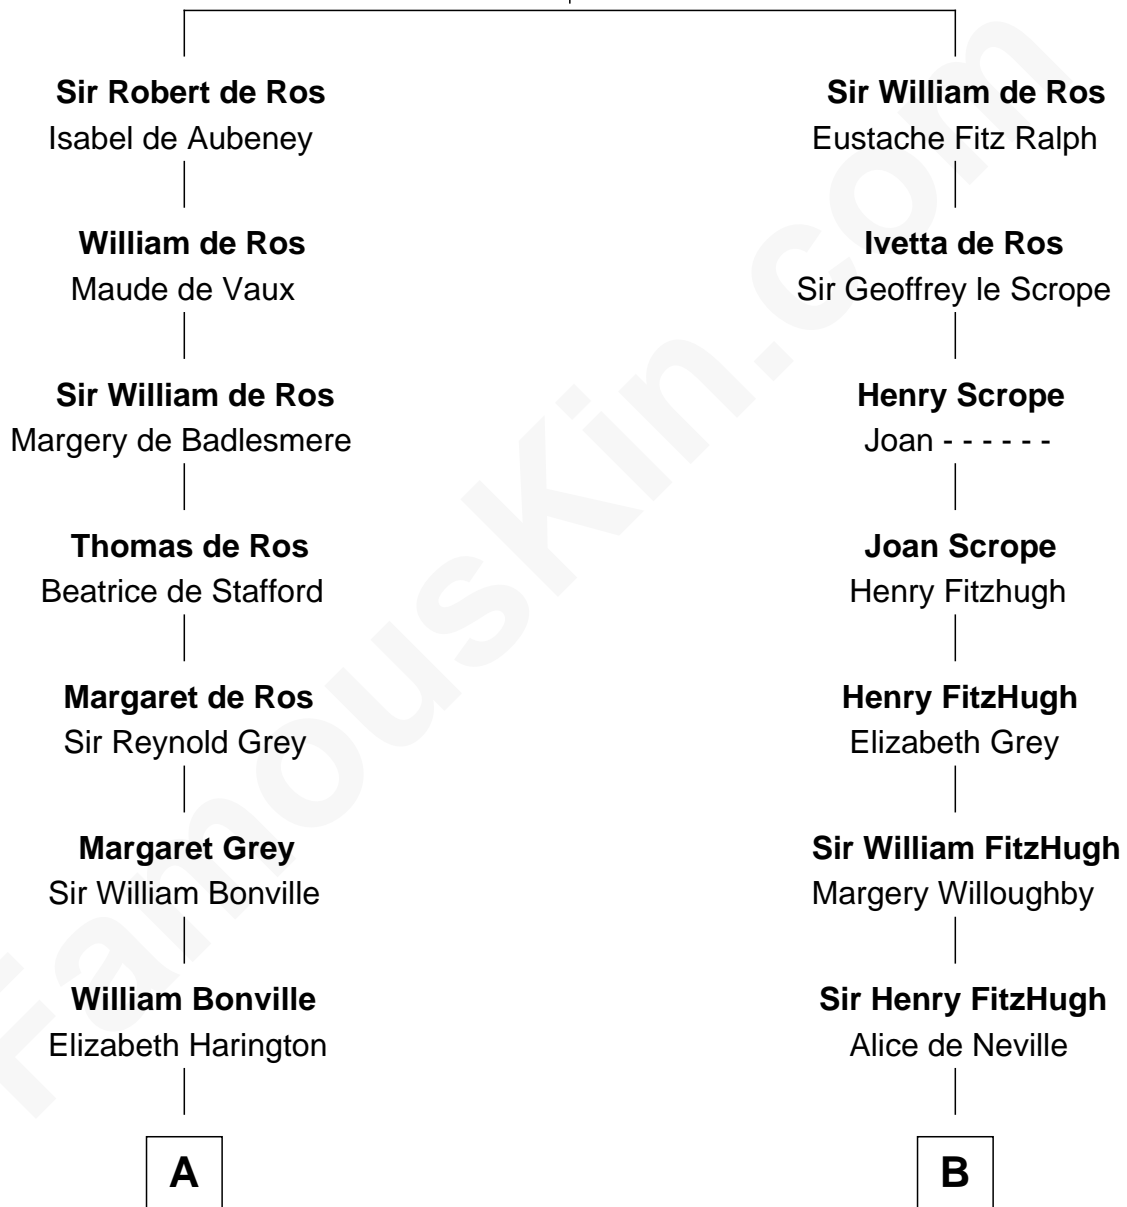 Sir Robert de Ros
Isabel de Aubeney
William de Ros
Maude de Vaux
Sir William de Ros
Margery de Badlesmere
Thomas de Ros
Beatrice de Stafford
Margaret de Ros
Sir Reynold Grey
Margaret Grey
Sir William Bonville
William Bonville
Elizabeth Harington
A
Sir William de Ros
Eustache Fitz Ralph
Ivetta de Ros
Sir Geoffrey le Scrope
Henry Scrope
Joan - - - - - -
Joan Scrope
Henry Fitzhugh
Henry FitzHugh
Elizabeth Grey
Sir William FitzHugh
Margery Willoughby
Sir Henry FitzHugh
Alice de Neville
B
FamousKin.com